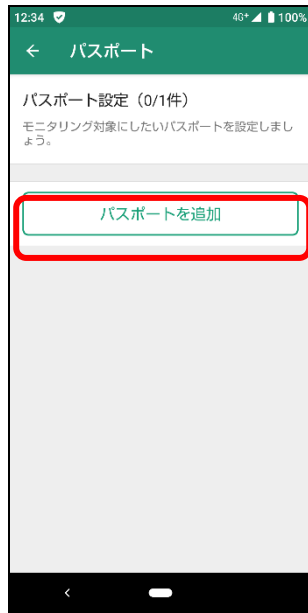 12:34 4G+ 100%
← パスポート
パスポート設定（0/1件）
モニタリング対象にしたいパスポートを設定しまし
ょう。
パスポートを追加